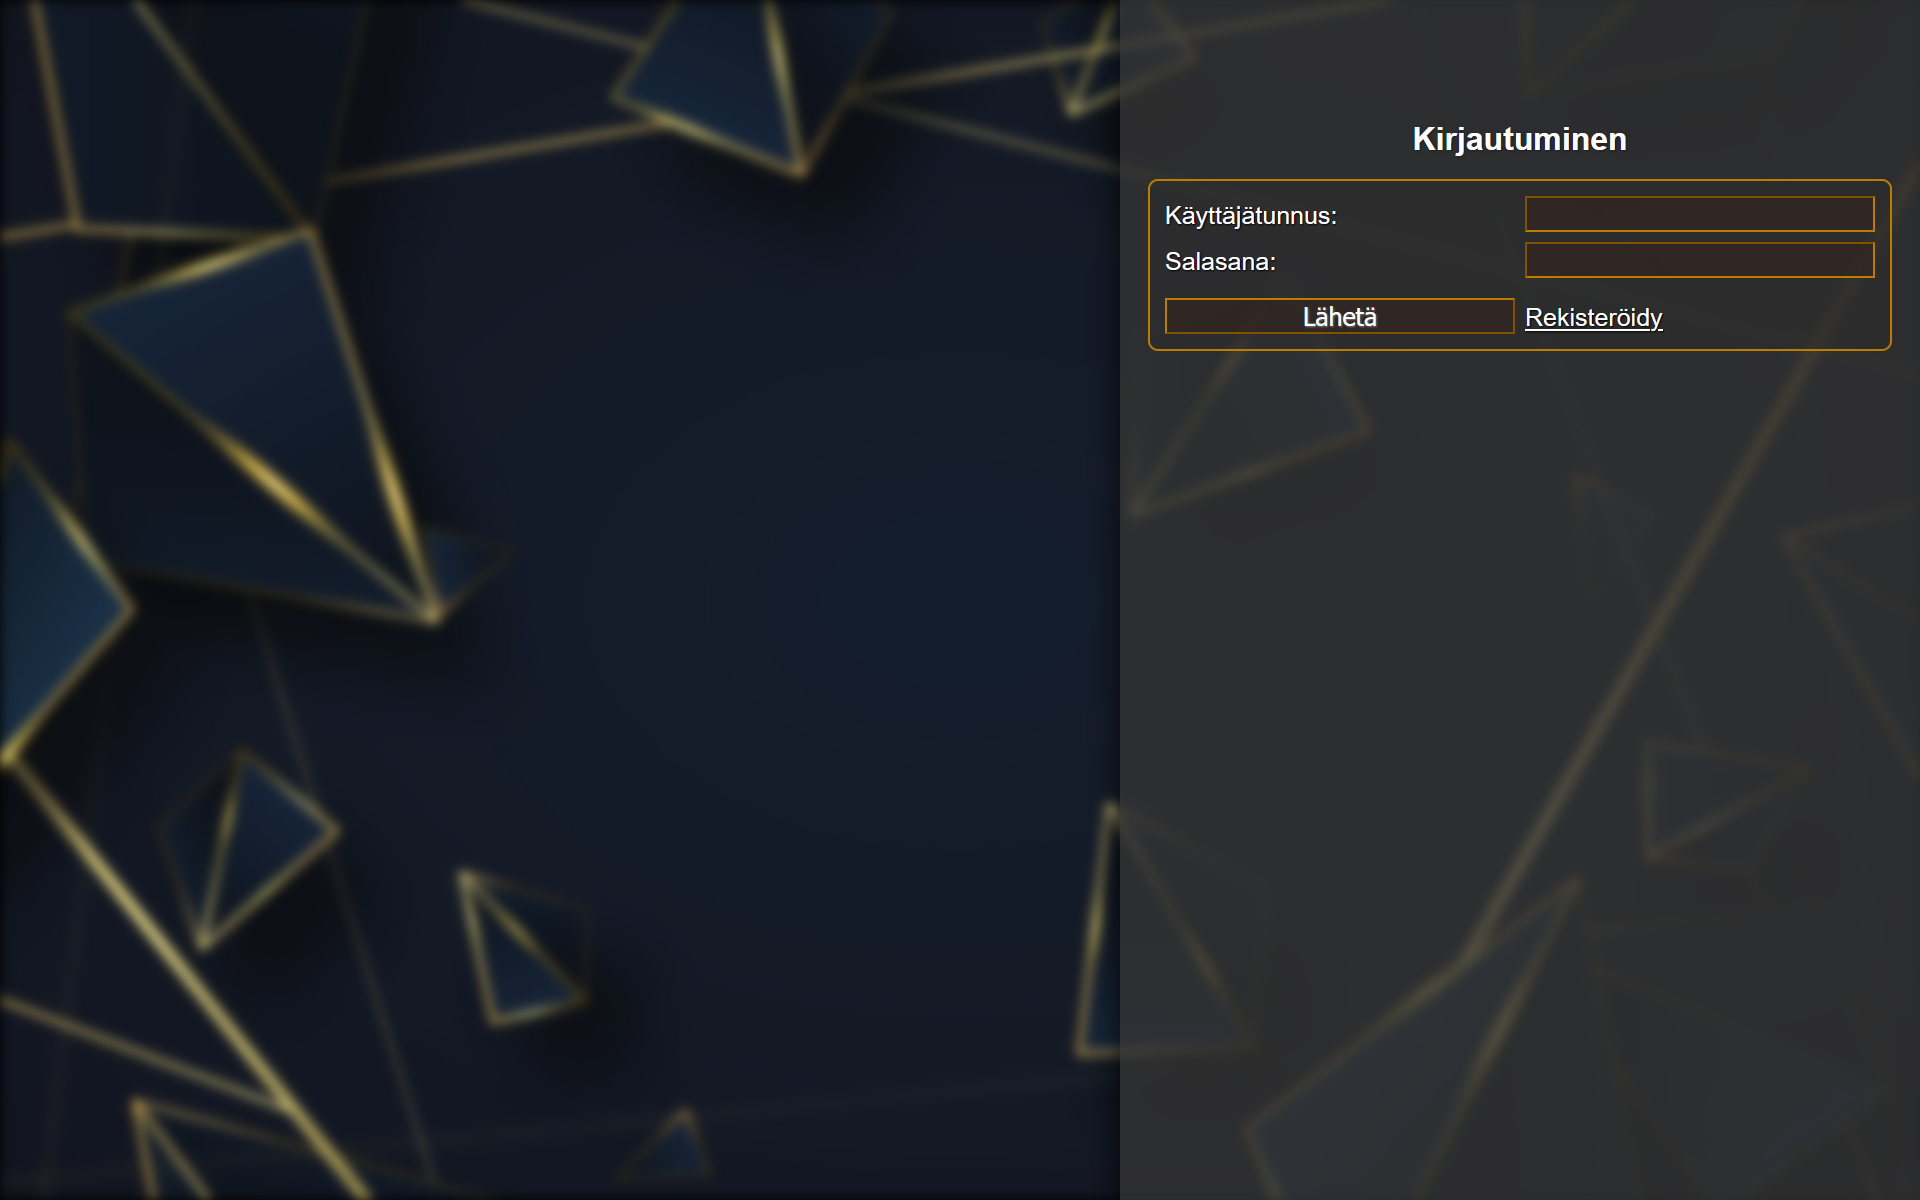 Kirjautuminen
Käyttäjätunnus:
Salasana:
Lähetä Rekisteröidy